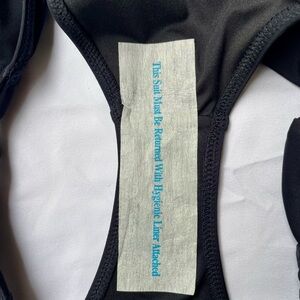 This Suit Must Be Returned With Hygienic Liner Attached